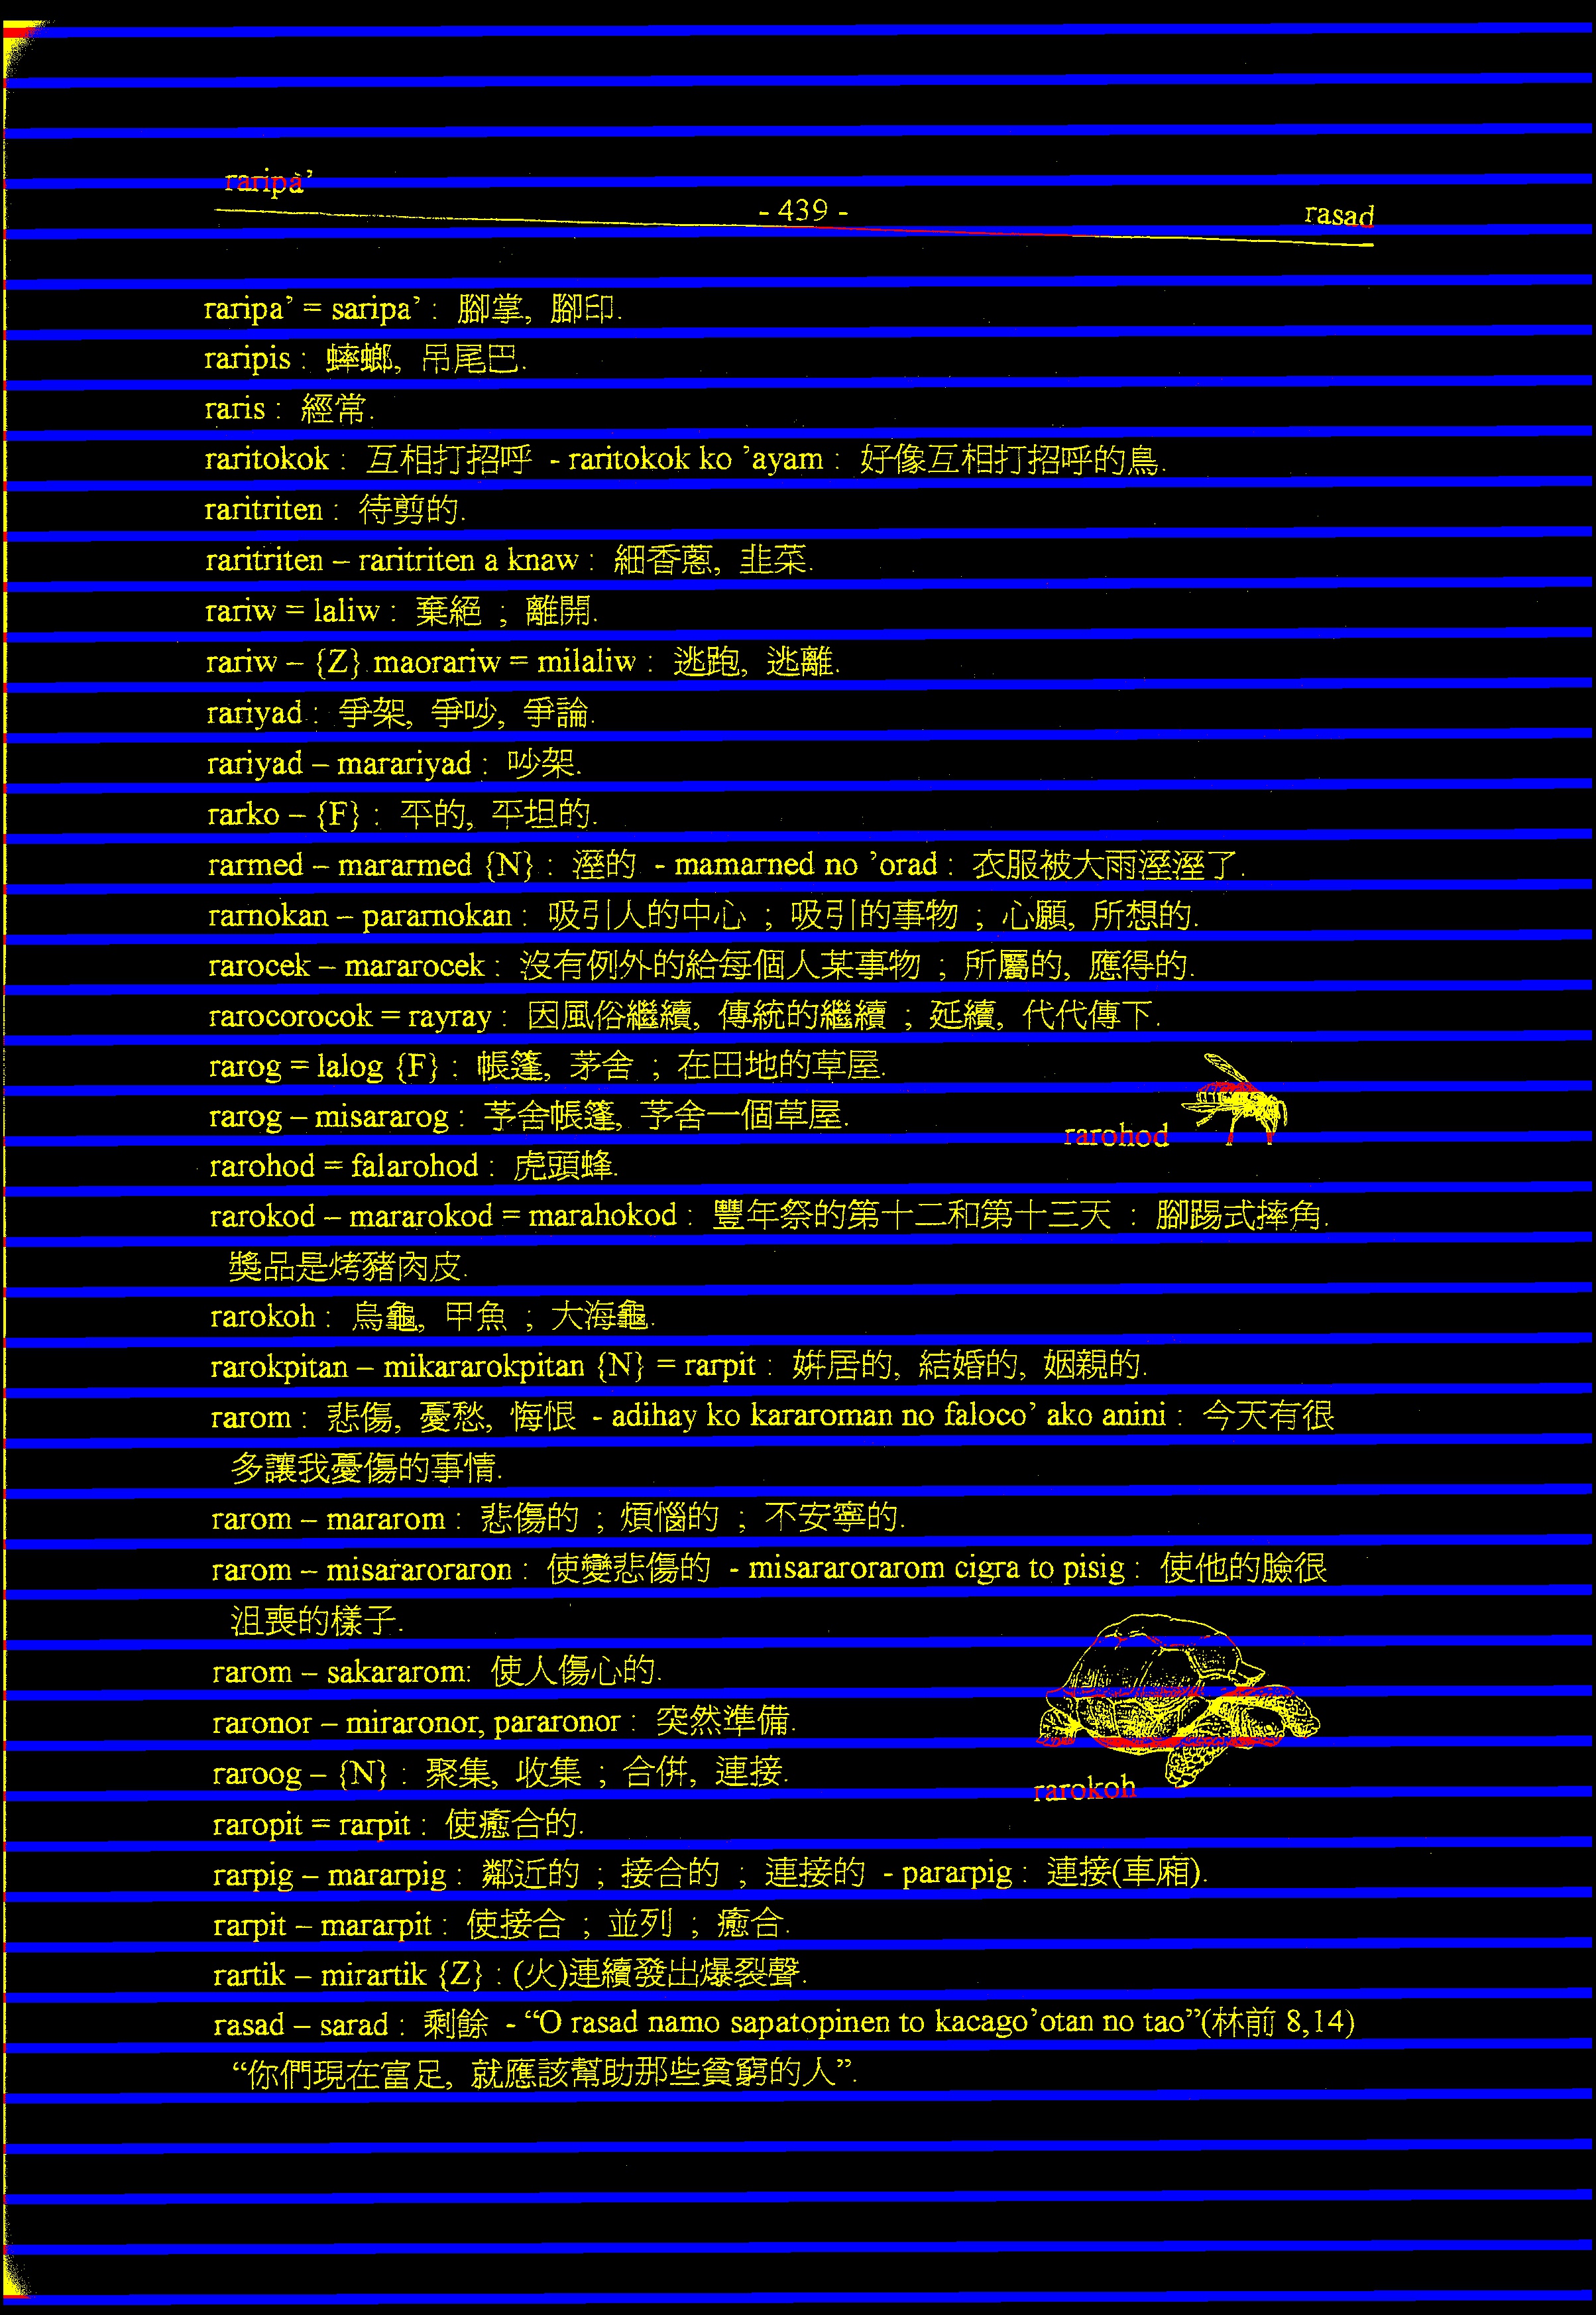 raripa’
- 439 -
rasad
raripa’ = saripa’ : 腳掌, 腳印.
raripis : 蟑螂, 吊尾巴.
raris : 經常.
raritokok : 互相打招呼 - raritokok ko ’ayam : 好像互相打招呼的鳥.
raritriten : 待剪的.
raritriten – raritriten a knaw : 細香蔥, 韭菜.
rariw = laliw : 棄絕 ; 離開.
rariw – {Z} maorariw = milaliw : 逃跑, 逃離.
rariyad : 爭架, 爭吵, 爭論.
rariyad – marariyad : 吵架.
rarko – {F} : 平的, 平坦的.
rarmed – mararmed {N} : 溼的 - mamarned no ’orad : 衣服被大雨溼溼了.
rarnokan – pararnokan : 吸引人的中心 ; 吸引的事物 ; 心願, 所想的.
rarocek – mararocek : 沒有例外的給每個人某事物 ; 所屬的, 應得的.
rarocorocok = rayray : 因風俗繼續, 傳統的繼續 ; 延續, 代代傳下.
rarog = lalog {F} : 帳篷, 茅舍 ; 在田地的草屋.
rarog – misararog : 茅舍帳篷, 茅舍一個草屋.
rarohod
rarohod = falarohod : 虎頭蜂.
rarokod – mararokod = marahokod : 豐年祭的第十二和第十三天 : 腳踢式摔角.
獎品是烤豬肉皮.
rarokoh : 烏龜, 甲魚 ; 大海龜.
rarokpitan – mikararokpitan {N} = rarpit : 姘居的, 結婚的, 姻親的.
rarom : 悲傷, 憂愁, 悔恨 - adihay ko kararoman no faloco’ ako anini : 今天有很
多讓我憂傷的事情.
rarom – mararom : 悲傷的 ; 煩惱的 ; 不安寧的.
rarom – misararoraron : 使變悲傷的 - misararorarom cigra to pisig : 使他的臉很
沮喪的樣子.
rarom – sakararom: 使人傷心的.
raronor – miraronor, pararonor : 突然準備.
raroog – {N} : 聚集, 收集 ; 合併, 連接.
rarokoh
raropit = rarpit : 使癒合的.
rarpig – mararpig : 鄰近的 ; 接合的 ; 連接的 - pararpig : 連接(車廂).
rarpit – mararpit : 使接合 ; 並列 ; 癒合.
rartik – mirartik {Z} : (火)連續發出爆裂聲.
rasad – sarad : 剩餘 - “O rasad namo sapatopinen to kacago’otan no tao”(林前 8,14)
“你們現在富足, 就應該幫助那些貧窮的人”.